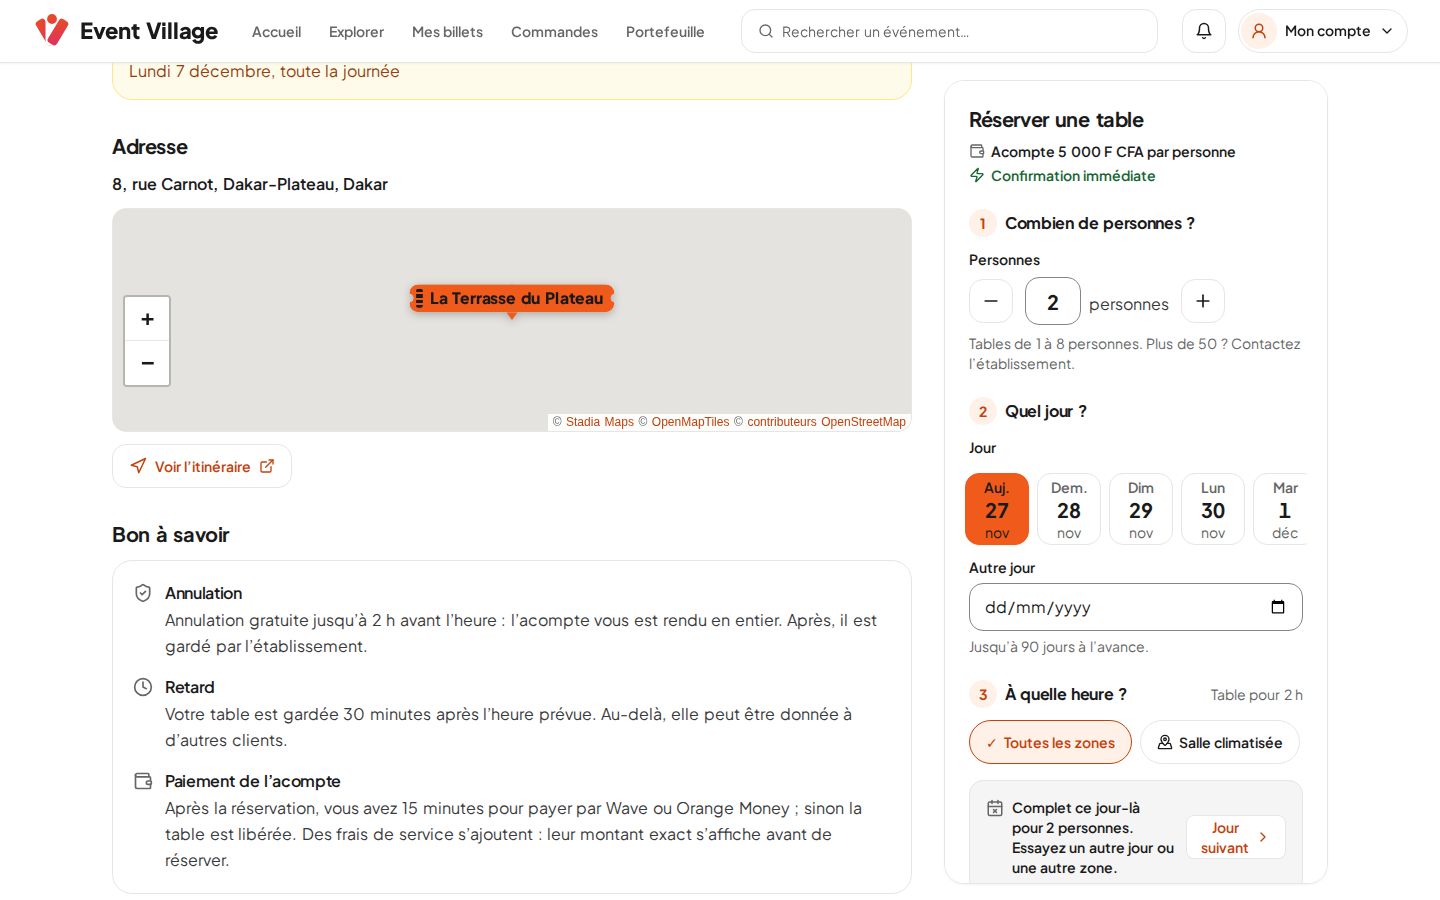 Event Village
Accueil
Explorer
Mes billets
Commandes
Portefeuille
Rechercher un événement…
Mon compte
Lundi 7 décembre, toute la journée
Adresse
8, rue Carnot, Dakar-Plateau, Dakar
La Terrasse du Plateau
+
−
© Stadia Maps © OpenMapTiles © contributeurs OpenStreetMap
Voir l’itinéraire
Bon à savoir
Annulation
Annulation gratuite jusqu’à 2 h avant l’heure : l’acompte vous est rendu en entier. Après, il est
gardé par l’établissement.
Retard
Votre table est gardée 30 minutes après l’heure prévue. Au-delà, elle peut être donnée à
d’autres clients.
Paiement de l’acompte
Après la réservation, vous avez 15 minutes pour payer par Wave ou Orange Money ; sinon la
table est libérée. Des frais de service s’ajoutent : leur montant exact s’affiche avant de
réserver.
Réserver une table
Acompte 5 000 F CFA par personne
Confirmation immédiate
1 Combien de personnes ?
Personnes
− 2 personnes +
Tables de 1 à 8 personnes. Plus de 50 ? Contactez
l’établissement.
2 Quel jour ?
Jour
Auj. Dem. Dim Lun Mar
27 28 29 30 1
nov nov nov nov déc
Autre jour
dd/mm/yyyy
Jusqu’à 90 jours à l’avance.
3 À quelle heure ? Table pour 2 h
✓ Toutes les zones
Salle climatisée
Complet ce jour-là
pour 2 personnes.
Essayez un autre jour ou
une autre zone.
Jour
suivant